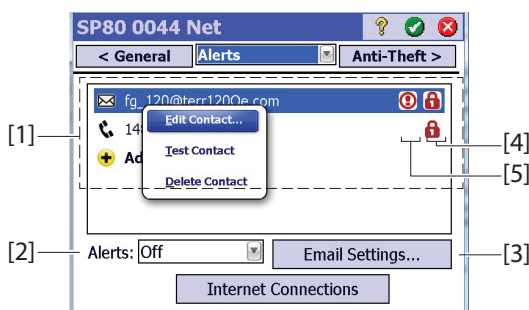 SP80 0044 Net
< General Alerts Anti-Theft >
fg_120@terr120Oe.com
Edit Contact...
[1] 14
[4]
Test Contact
Ad
[5]
Delete Contact
[2] Alerts: Off Email Settings... [3]
Internet Connections